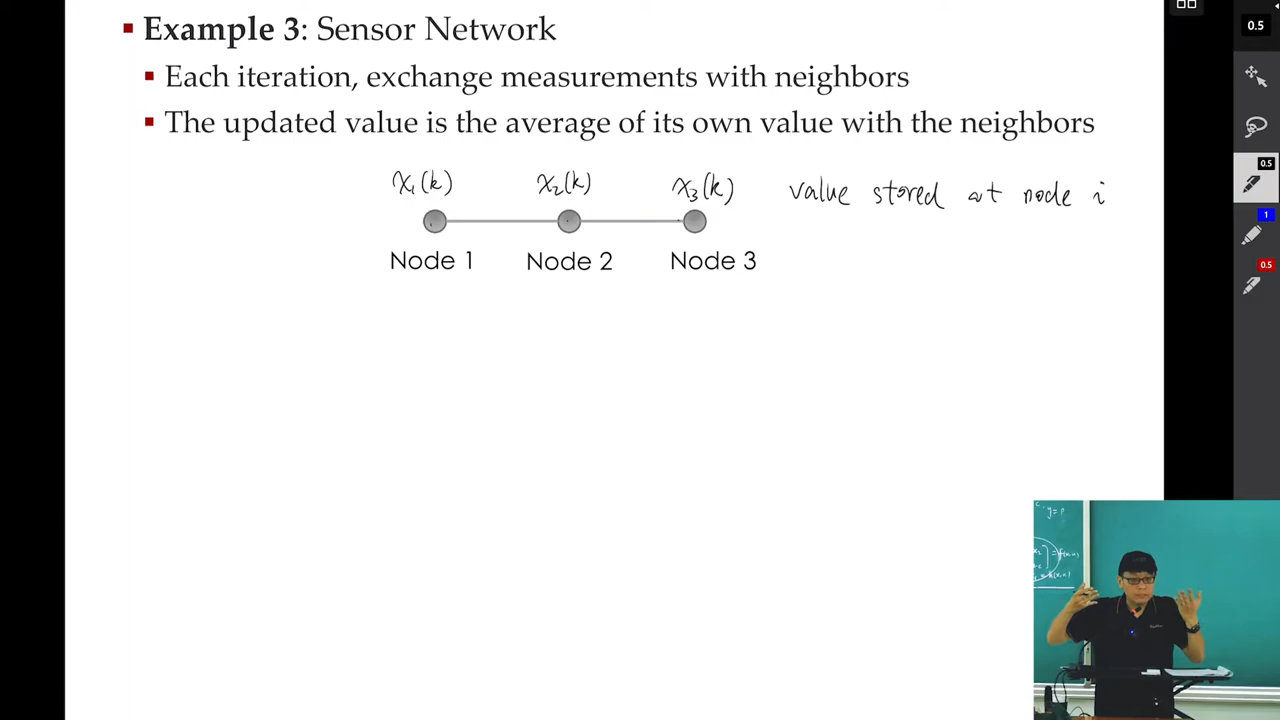 Example 3: Sensor Network
Each iteration, exchange measurements with neighbors
The updated value is the average of its own value with the neighbors
x₁(k) x₂(k) x₃(k) value stored at node i
Node 1 Node 2 Node 3
0.5
0.5
1
0.5
y=